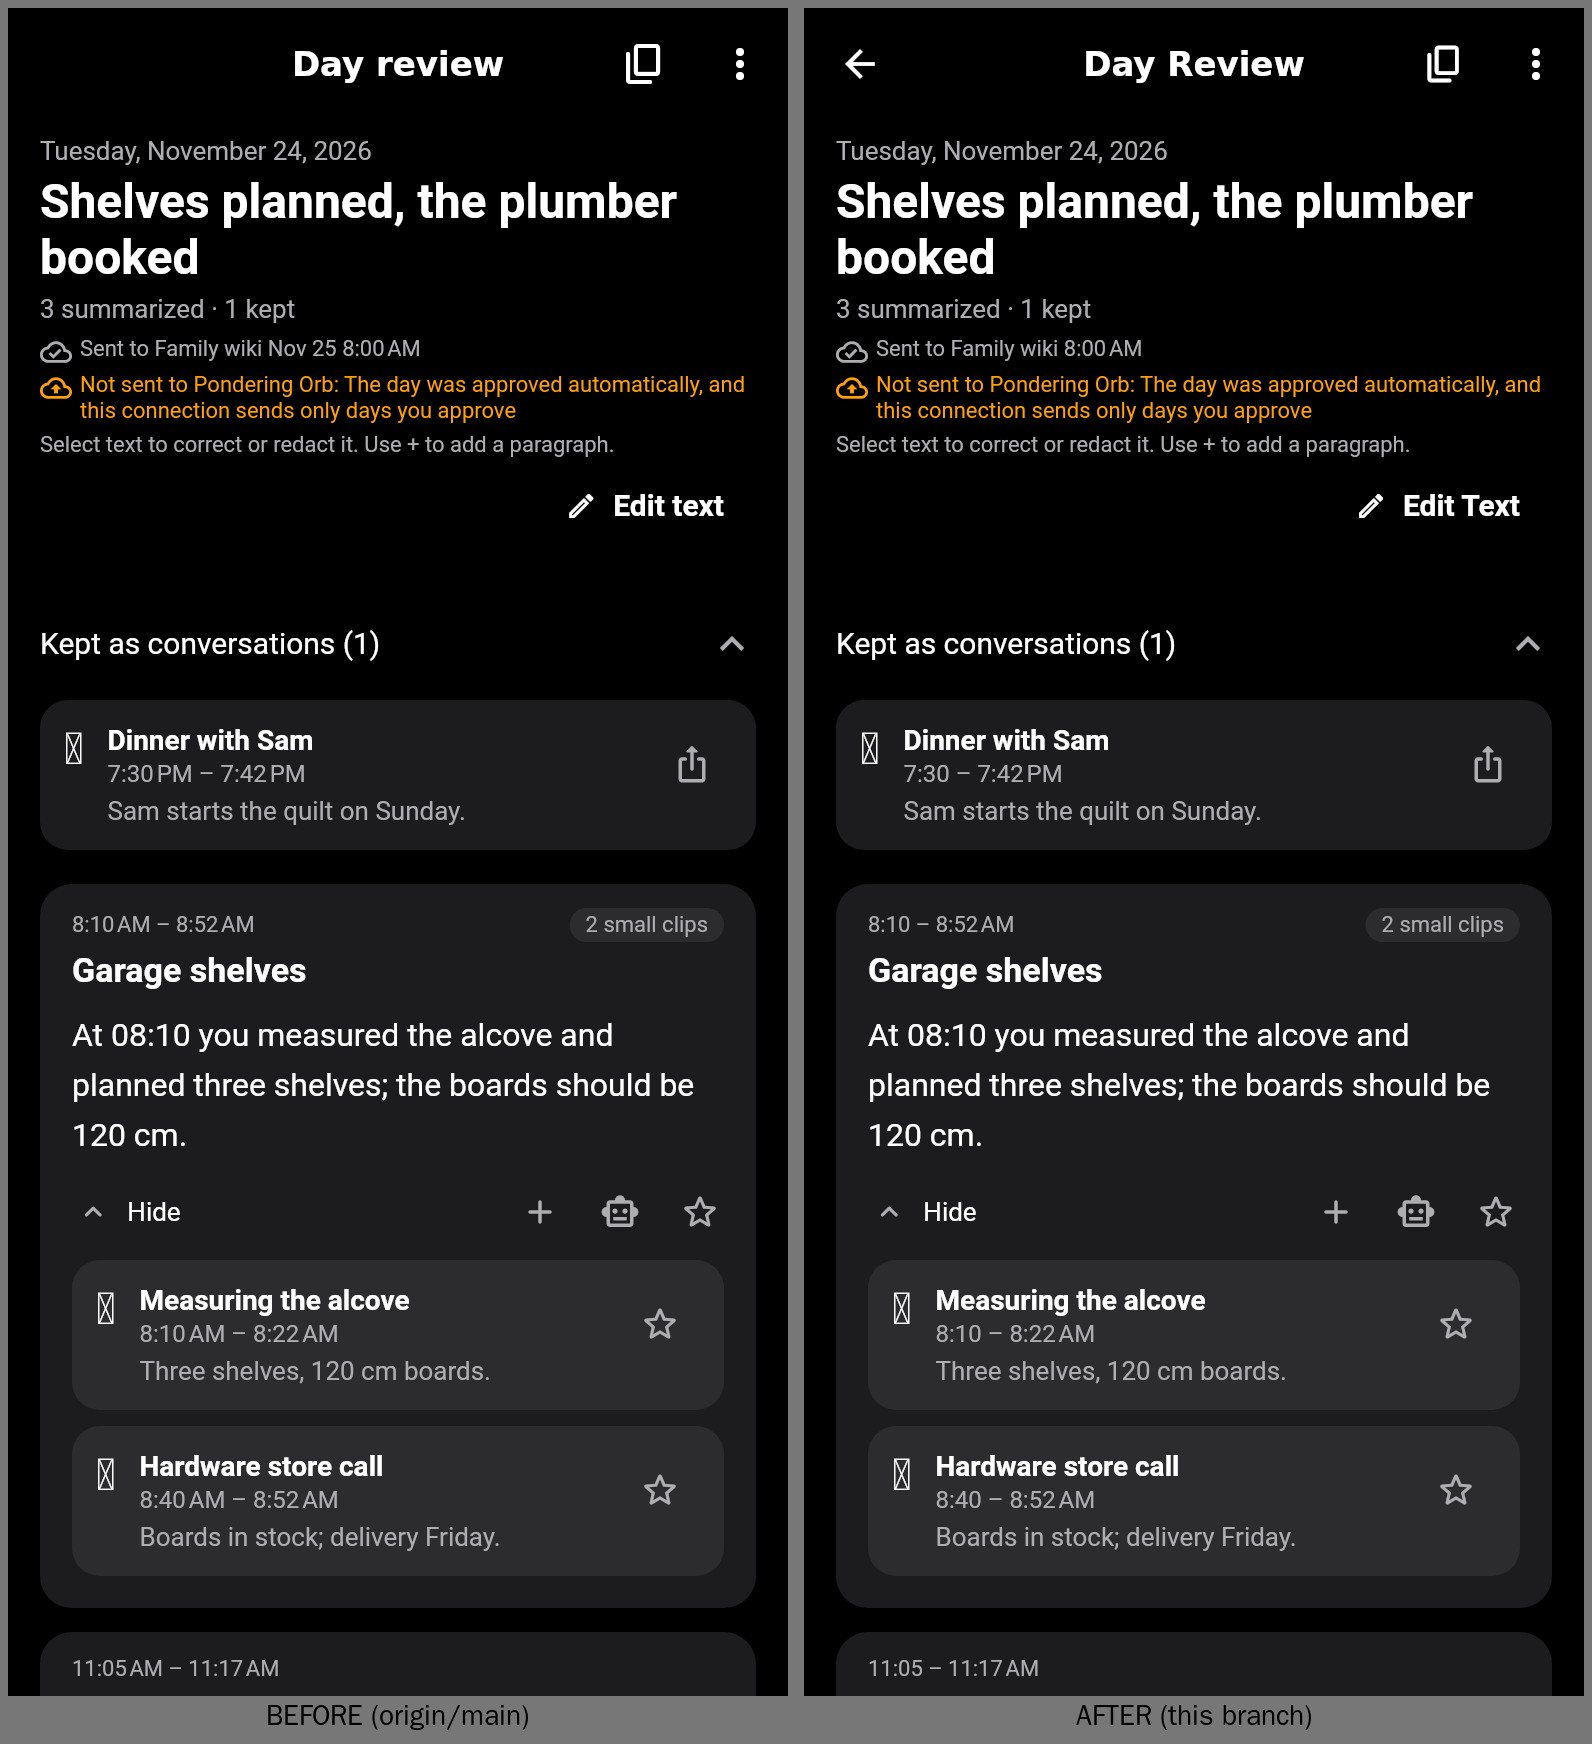 Day review
Tuesday, November 24, 2026
Shelves planned, the plumber
booked
3 summarized · 1 kept
Sent to Family wiki Nov 25 8:00 AM
Not sent to Pondering Orb: The day was approved automatically, and
this connection sends only days you approve
Select text to correct or redact it. Use + to add a paragraph.
Edit text
Kept as conversations (1)
Dinner with Sam
7:30 PM – 7:42 PM
Sam starts the quilt on Sunday.
8:10 AM – 8:52 AM
2 small clips
Garage shelves
At 08:10 you measured the alcove and
planned three shelves; the boards should be
120 cm.
Hide
Measuring the alcove
8:10 AM – 8:22 AM
Three shelves, 120 cm boards.
Hardware store call
8:40 AM – 8:52 AM
Boards in stock; delivery Friday.
11:05 AM – 11:17 AM
BEFORE (origin/main)
Day Review
Tuesday, November 24, 2026
Shelves planned, the plumber
booked
3 summarized · 1 kept
Sent to Family wiki 8:00 AM
Not sent to Pondering Orb: The day was approved automatically, and
this connection sends only days you approve
Select text to correct or redact it. Use + to add a paragraph.
Edit Text
Kept as conversations (1)
Dinner with Sam
7:30 – 7:42 PM
Sam starts the quilt on Sunday.
8:10 – 8:52 AM
2 small clips
Garage shelves
At 08:10 you measured the alcove and
planned three shelves; the boards should be
120 cm.
Hide
Measuring the alcove
8:10 – 8:22 AM
Three shelves, 120 cm boards.
Hardware store call
8:40 – 8:52 AM
Boards in stock; delivery Friday.
11:05 – 11:17 AM
AFTER (this branch)